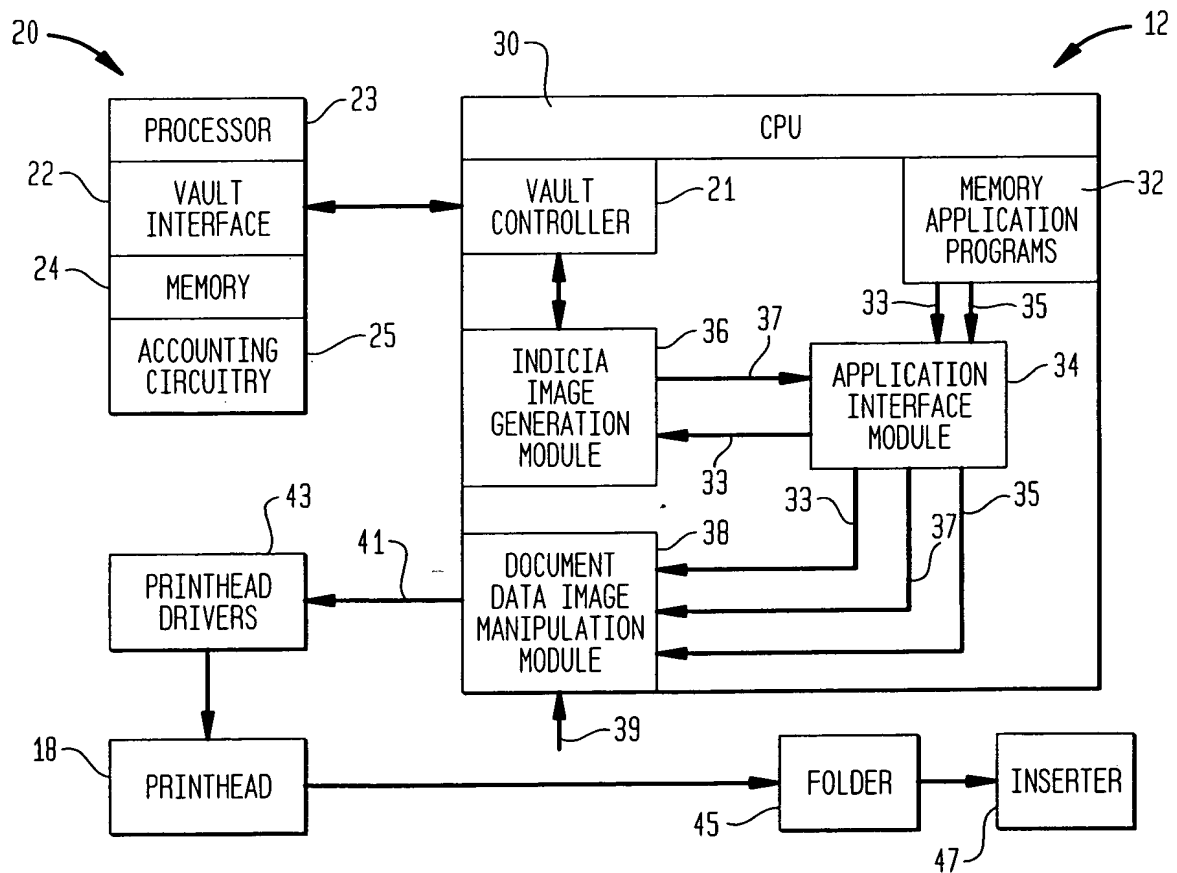 20
12
30
23
PROCESSOR
CPU
22
VAULT
INTERFACE
VAULT
CONTROLLER
21
MEMORY
APPLICATION
PROGRAMS
32
24
MEMORY
33
35
ACCOUNTING
CIRCUITRY
25
INDICIA
IMAGE
GENERATION
MODULE
36
37
33
APPLICATION
INTERFACE
MODULE
34
33
37
35
43
PRINTHEAD
DRIVERS
41
DOCUMENT
DATA IMAGE
MANIPULATION
MODULE
38
39
18
PRINTHEAD
FOLDER
45
INSERTER
47